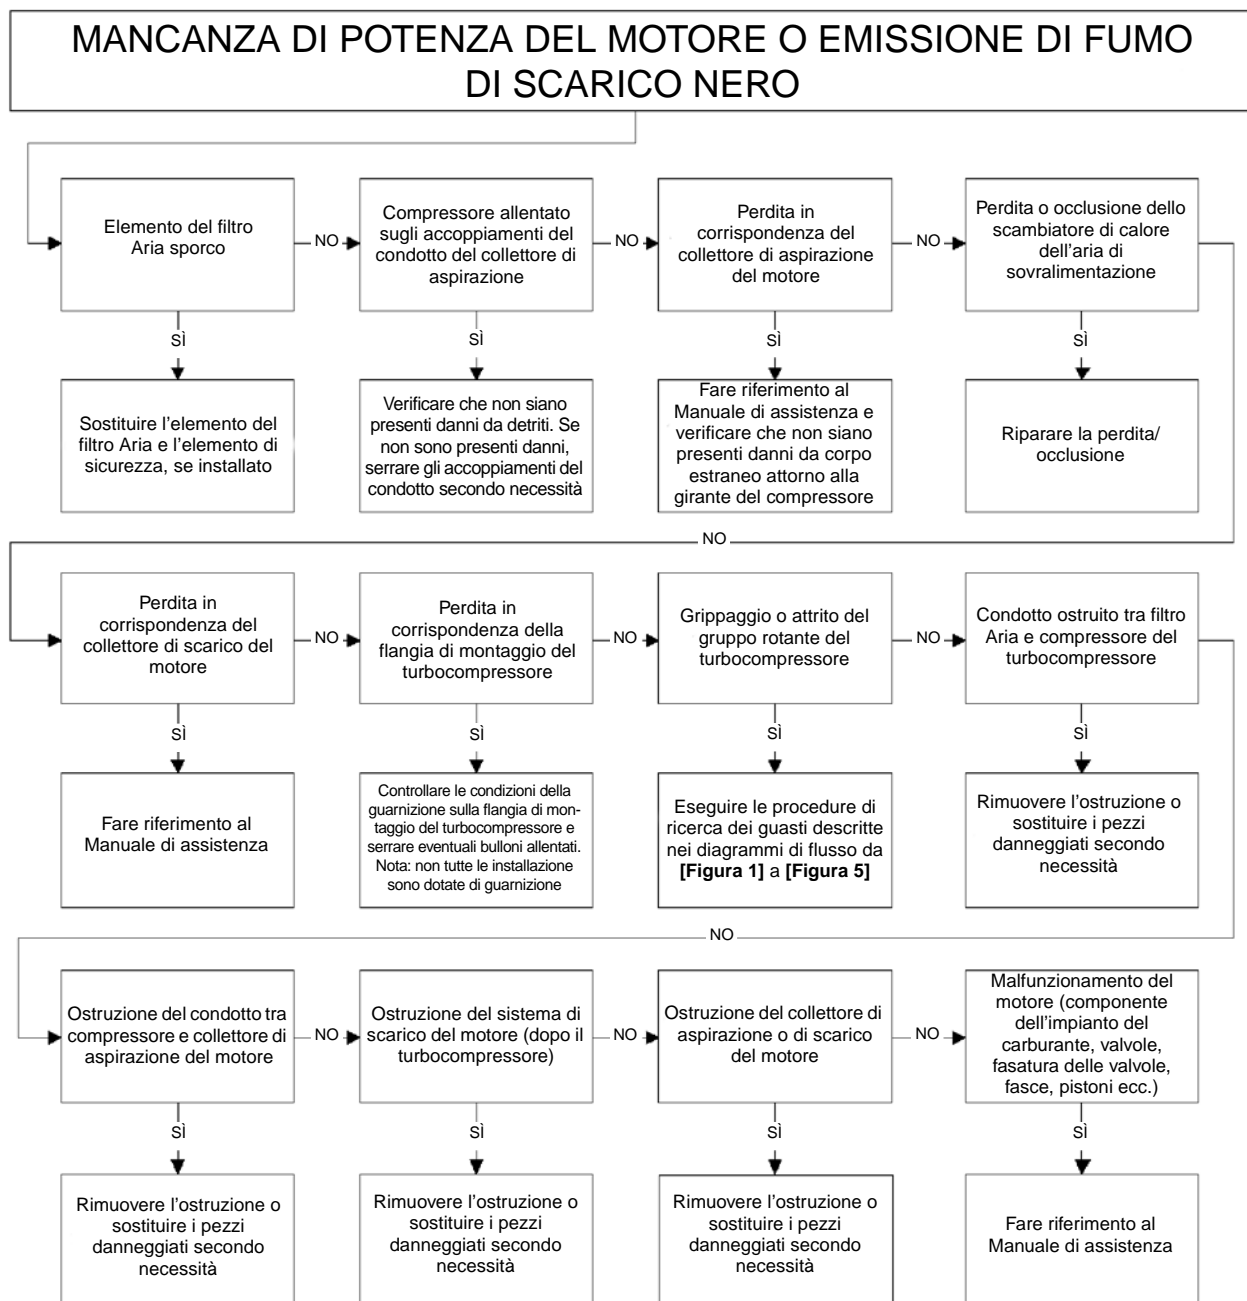 MANCANZA DI POTENZA DEL MOTORE O EMISSIONE DI FUMO
DI SCARICO NERO
Elemento del filtro
Aria sporco
NO
Compressore allentato
sugli accoppiamenti del
condotto del collettore di
aspirazione
NO
Perdita in
corrispondenza del
collettore di aspirazione
del motore
NO
Perdita o occlusione dello
scambiatore di calore
dell'aria di
sovralimentazione
SÌ
SÌ
SÌ
SÌ
Sostituire l'elemento del
filtro Aria e l'elemento di
sicurezza, se installato
Verificare che non siano
presenti danni da detriti. Se
non sono presenti danni,
serrare gli accoppiamenti del
condotto secondo necessità
Fare riferimento al
Manuale di assistenza e
verificare che non siano
presenti danni da corpo
estraneo attorno alla
girante del compressore
Riparare la perdita/
occlusione
NO
Perdita in
corrispondenza del
collettore di scarico del
motore
NO
Perdita in
corrispondenza della
flangia di montaggio del
turbocompressore
NO
Grippaggio o attrito del
gruppo rotante del
turbocompressore
NO
Condotto ostruito tra filtro
Aria e compressore del
turbocompressore
SÌ
SÌ
SÌ
SÌ
Fare riferimento al
Manuale di assistenza
Controllare le condizioni della
guarnizione sulla flangia di mon-
taggio del turbocompressore e
serrare eventuali bulloni allentati.
Nota: non tutte le installazione
sono dotate di guarnizione
Eseguire le procedure di
ricerca dei guasti descritte
nei diagrammi di flusso da
[Figura 1] a [Figura 5]
Rimuovere l'ostruzione o
sostituire i pezzi
danneggiati secondo
necessità
NO
Ostruzione del condotto tra
compressore e collettore di
aspirazione del motore
NO
Ostruzione del sistema di
scarico del motore (dopo il
turbocompressore)
NO
Ostruzione del collettore di
aspirazione o di scarico
del motore
NO
Malfunzionamento del
motore (componente
dell'impianto del
carburante, valvole,
fasatura delle valvole,
fasce, pistoni ecc.)
SÌ
SÌ
SÌ
SÌ
Rimuovere l'ostruzione o
sostituire i pezzi
danneggiati secondo
necessità
Rimuovere l'ostruzione o
sostituire i pezzi
danneggiati secondo
necessità
Rimuovere l'ostruzione o
sostituire i pezzi
danneggiati secondo
necessità
Fare riferimento al
Manuale di assistenza